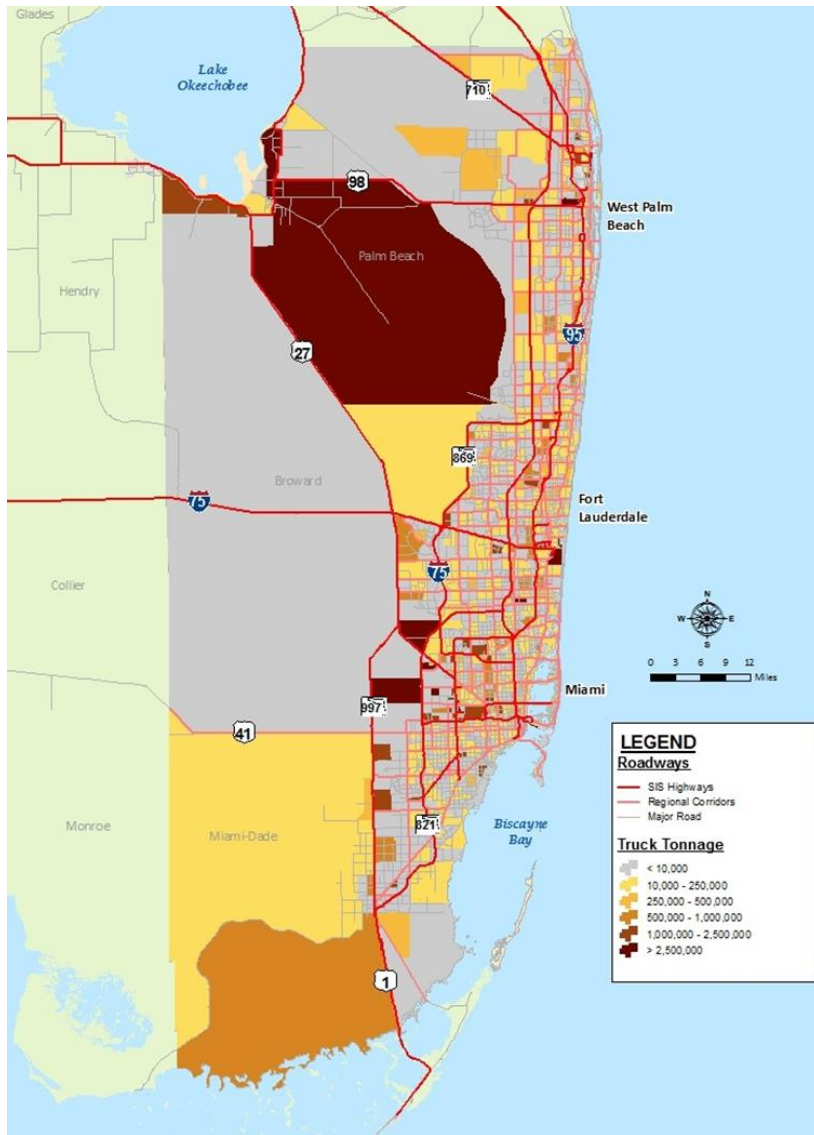 Glades
Lake
Okeechobee
710
98
West Palm
Beach
Palm Beach
Hendry
95
27
869
Broward
75
Fort
Lauderdale
75
Collier
N
W E
S
0 3 6 9 12
Miles
Miami
997
41
LEGEND
Roadways
SIS Highways
Regional Corridors
Major Road
Truck Tonnage
< 10,000
10,000 - 250,000
250,000 - 500,000
500,000 - 1,000,000
1,000,000 - 2,500,000
> 2,500,000
Monroe
Miami-Dade
821
Biscayne
Bay
1